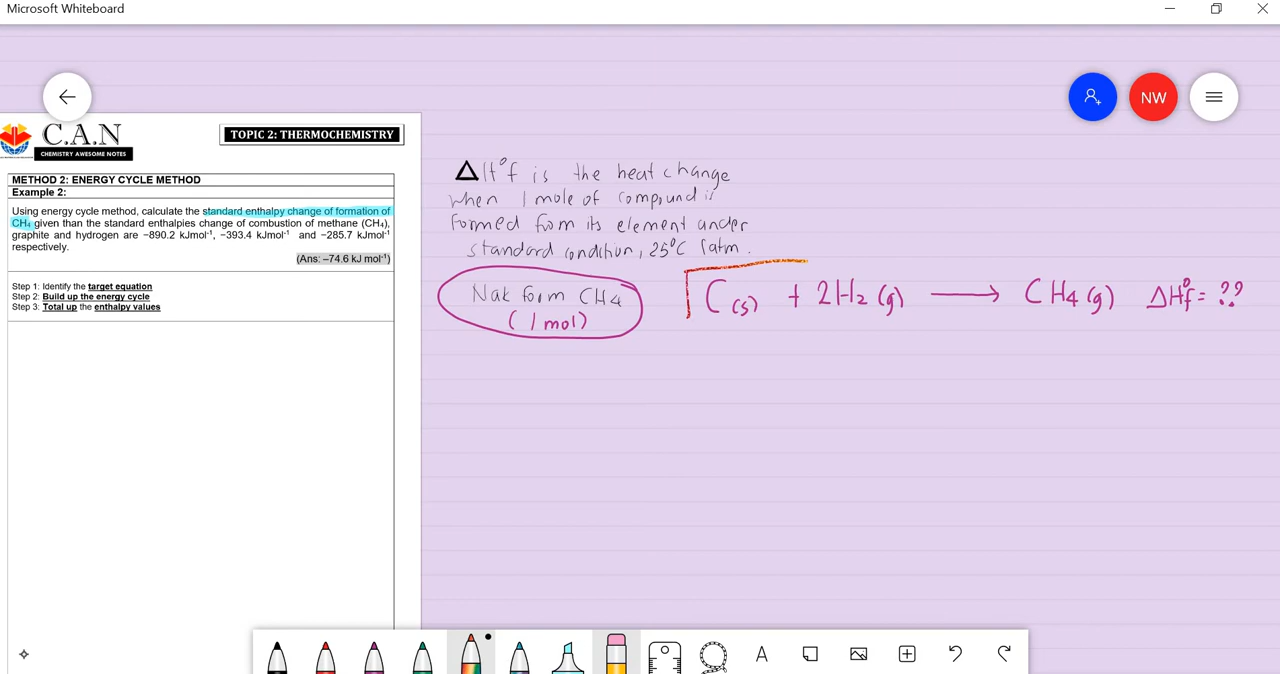 Microsoft Whiteboard
NW
C.A.N
CHEMISTRY AWESOME NOTES
TOPIC 2: THERMOCHEMISTRY
METHOD 2: ENERGY CYCLE METHOD
Example 2:
Using energy cycle method, calculate the standard enthalpy change of formation of
CH₄ given than the standard enthalpies change of combustion of methane (CH₄),
graphite and hydrogen are −890.2 kJmol⁻¹, −393.4 kJmol⁻¹ and −285.7 kJmol⁻¹
respectively.
(Ans: –74.6 kJ mol⁻¹)
Step 1: Identify the target equation
Step 2: Build up the energy cycle
Step 3: Total up the enthalpy values
ΔH°f is the heat change
when 1 mole of compound is
formed from its element under
standard condition, 25°C 1atm.
Nak form CH4
(1 mol)
C(s) + 2H₂(g) ⟶ CH4(g) ΔH°f = ??
A